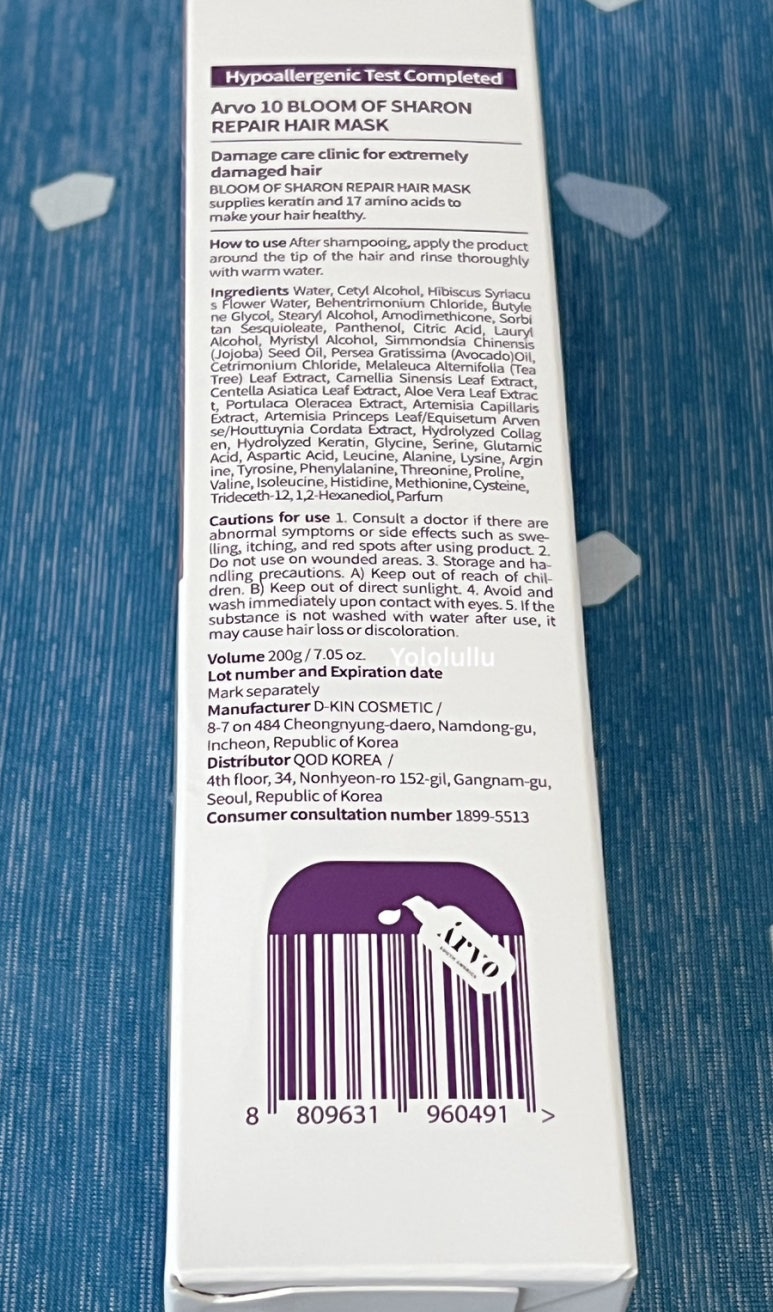 Hypoallergenic Test Completed
Arvo 10 BLOOM OF SHARON
REPAIR HAIR MASK
Damage care clinic for extremely
damaged hair
BLOOM OF SHARON REPAIR HAIR MASK
supplies keratin and 17 amino acids to
make your hair healthy.
How to use After shampooing, apply the product
around the tip of the hair and rinse thoroughly
with warm water.
Ingredients Water, Cetyl Alcohol, Hibiscus Syriacu
s Flower Water, Behentrimonium Chloride, Butyle
ne Glycol, Stearyl Alcohol, Amodimethicone, Sorbi
tan Sesquioleate, Panthenol, Citric Acid, Lauryl
Alcohol, Myristyl Alcohol, Simmondsia Chinensis
(Jojoba) Seed Oil, Persea Gratissima (Avocado)Oil,
Cetrimonium Chloride, Melaleuca Altemifolia (Tea
Tree) Leaf Extract, Camellia Sinensis Leaf Extract,
Centella Asiatica Leaf Extract, Aloe Vera Leaf Extrac
t, Portulaca Oleracea Extract, Artemisia Capillaris
Extract, Artemisia Princeps Leaf/Equisetum Arven
se/Houttuynia Cordata Extract, Hydrolyzed Collag
en, Hydrolyzed Keratin, Glycine, Serine, Glutamic
Acid, Aspartic Acid, Leucine, Alanine, Lysine, Argin
ine, Tyrosine, Phenylalanine, Threonine, Proline,
Valine, Isoleucine, Histidine, Methionine, Cysteine,
Trideceth-12, 1,2-Hexanediol, Parfum
Cautions for use 1. Consult a doctor if there are
abnormal symptoms or side effects such as swe-
lling, itching, and red spots after using product. 2.
Do not use on wounded areas. 3. Storage and ha-
ndling precautions. A) Keep out of reach of chil-
dren. B) Keep out of direct sunlight. 4. Avoid and
wash immediately upon contact with eyes. 5. If the
substance is not washed with water after use, it
may cause hair loss or discoloration.
Volume 200g / 7.05 oz.
Yololullu
Lot number and Expiration date
Mark separately
Manufacturer D-KIN COSMETIC /
8-7 on 484 Cheongnyung-daero, Namdong-gu,
Incheon, Republic of Korea
Distributor QOD KOREA /
4th floor, 34, Nonhyeon-ro 152-gil, Gangnam-gu,
Seoul, Republic of Korea
Consumer consultation number 1899-5513
Árvo
8 809631 960491 >